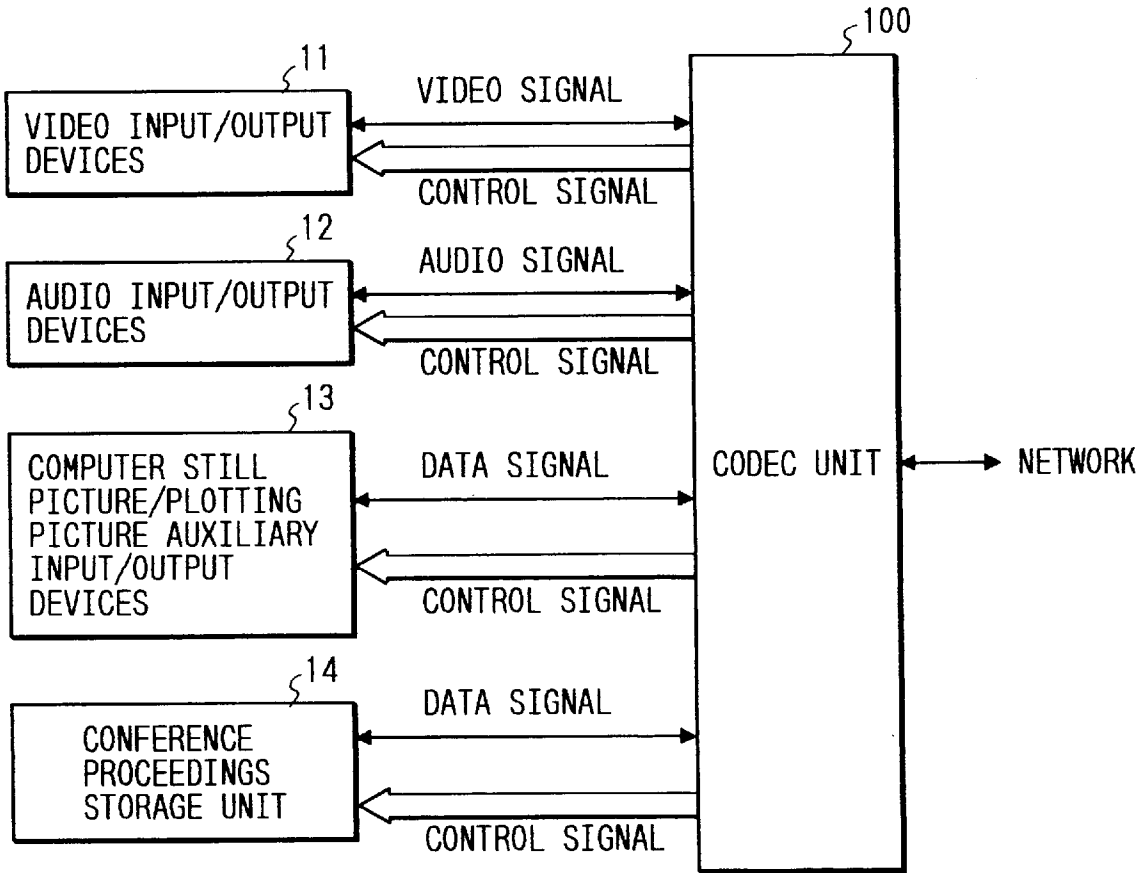 100
11
VIDEO INPUT/OUTPUT
DEVICES
VIDEO SIGNAL
CONTROL SIGNAL
12
AUDIO INPUT/OUTPUT
DEVICES
AUDIO SIGNAL
CONTROL SIGNAL
13
COMPUTER STILL
PICTURE/PLOTTING
PICTURE AUXILIARY
INPUT/OUTPUT
DEVICES
DATA SIGNAL
CONTROL SIGNAL
14
CONFERENCE
PROCEEDINGS
STORAGE UNIT
DATA SIGNAL
CONTROL SIGNAL
CODEC UNIT
NETWORK